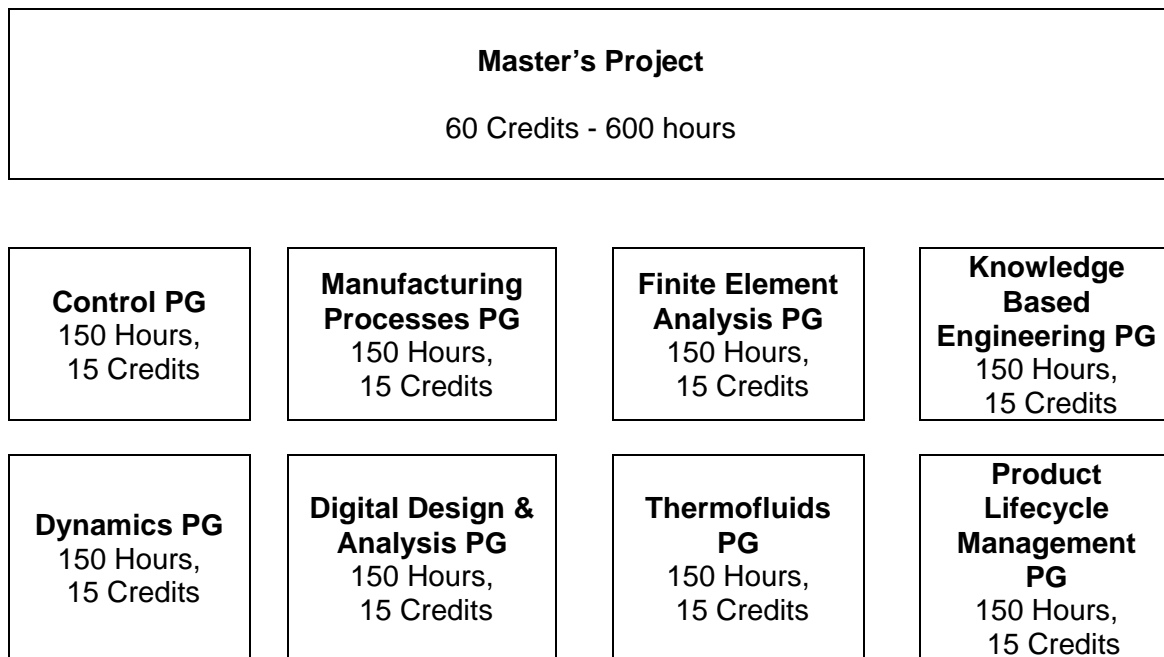 Master’s Project
60 Credits - 600 hours
Control PG
150 Hours,
15 Credits
Manufacturing
Processes PG
150 Hours,
15 Credits
Finite Element
Analysis PG
150 Hours,
15 Credits
Knowledge
Based
Engineering PG
150 Hours,
15 Credits
Dynamics PG
150 Hours,
15 Credits
Digital Design &
Analysis PG
150 Hours,
15 Credits
Thermofluids
PG
150 Hours,
15 Credits
Product
Lifecycle
Management
PG
150 Hours,
15 Credits